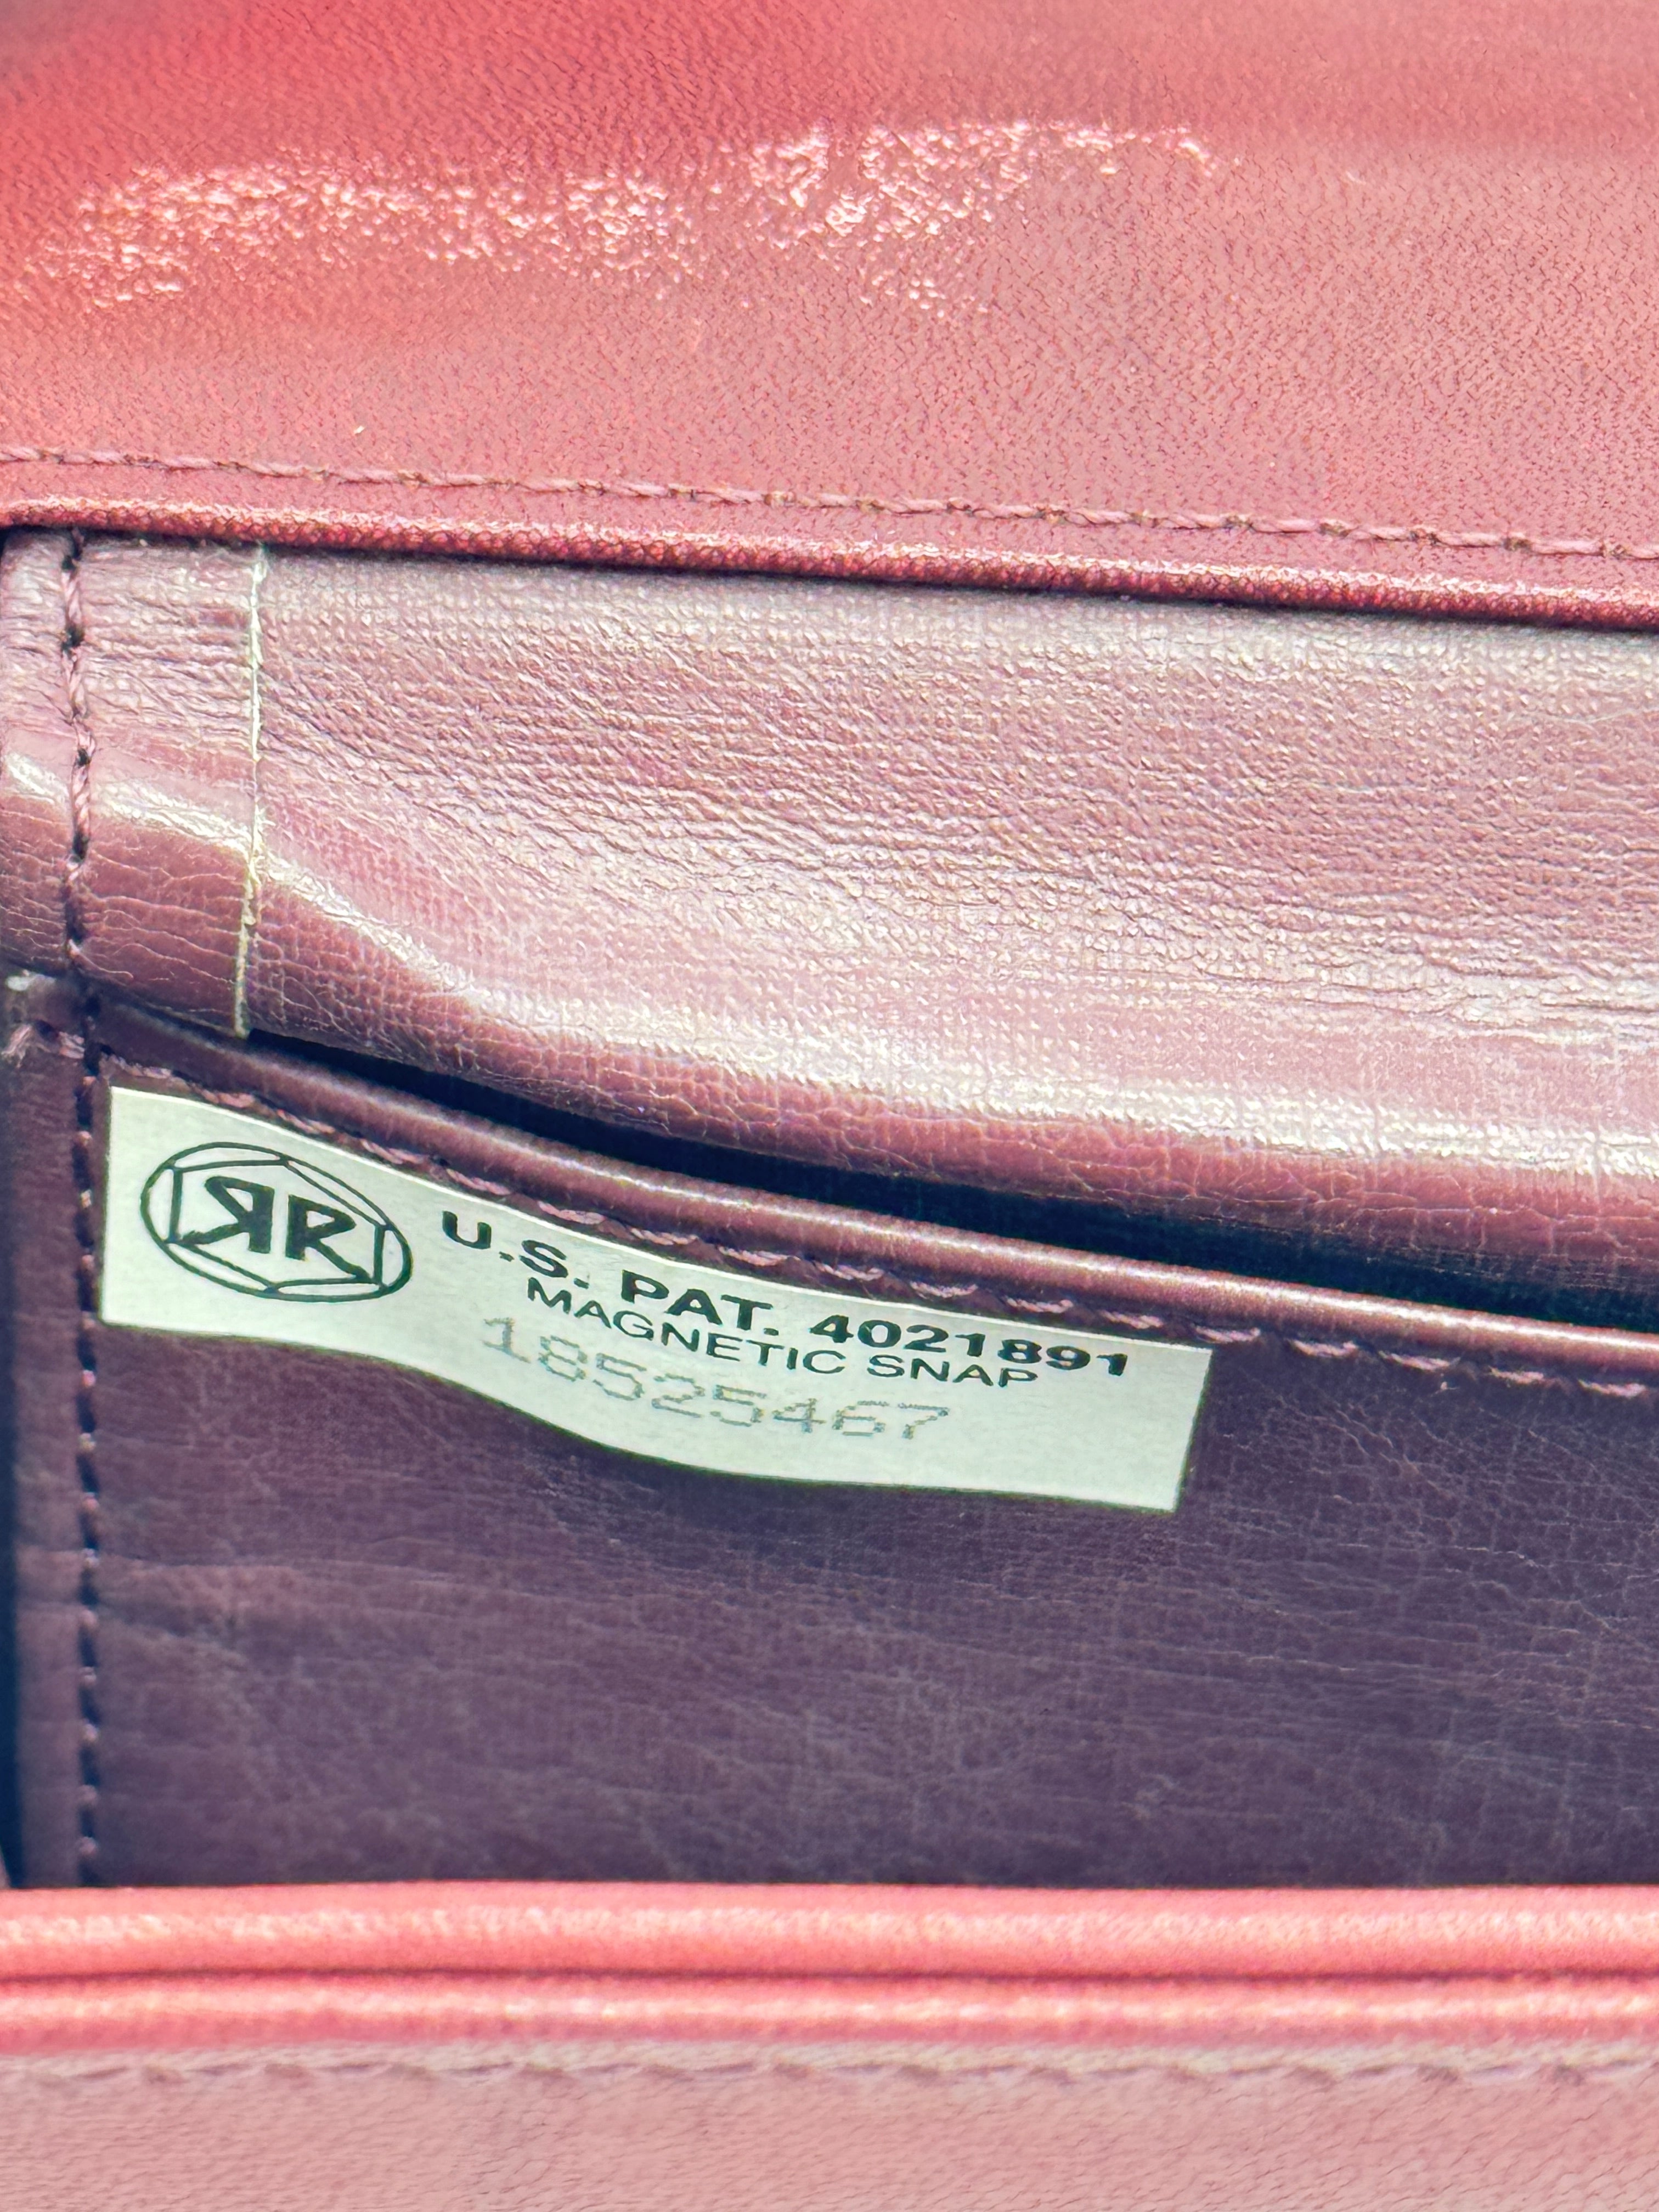 RR
U.S. PAT. 4021891
MAGNETIC SNAP
18525467